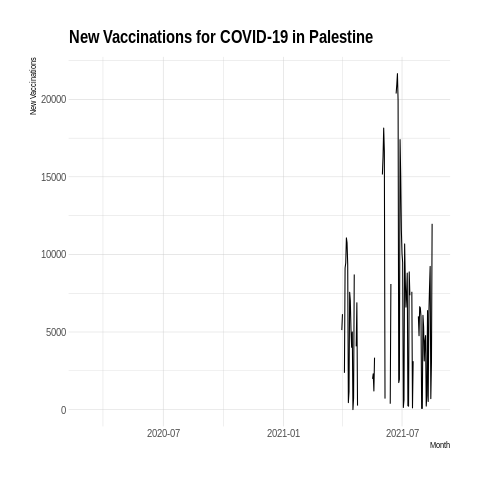 New Vaccinations for COVID-19 in Palestine
New Vaccinations
20000
15000
10000
5000
0
2020-07
2021-01
2021-07
Month